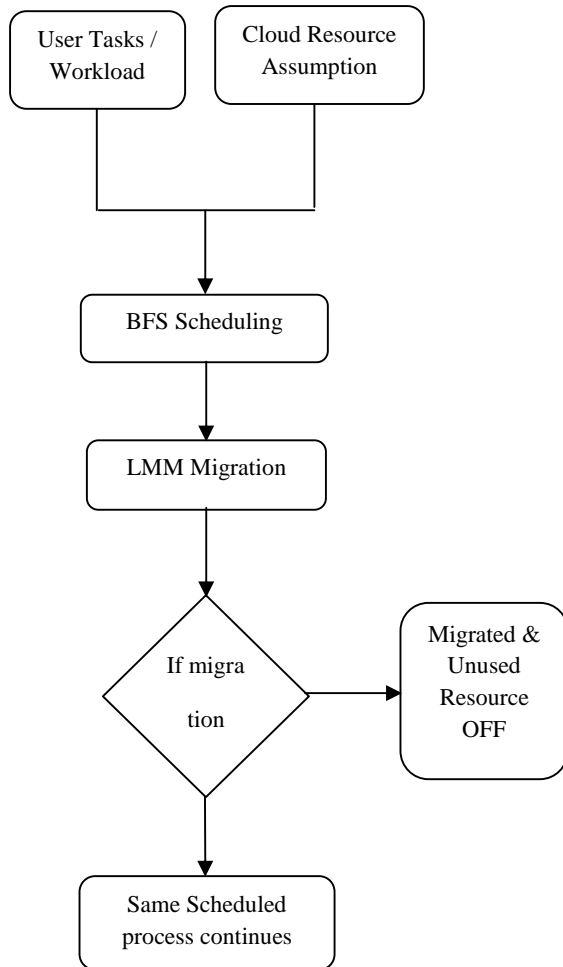 User Tasks /
Workload
Cloud Resource
Assumption
BFS Scheduling
LMM Migration
If migra
tion
Migrated &
Unused
Resource
OFF
Same Scheduled
process continues